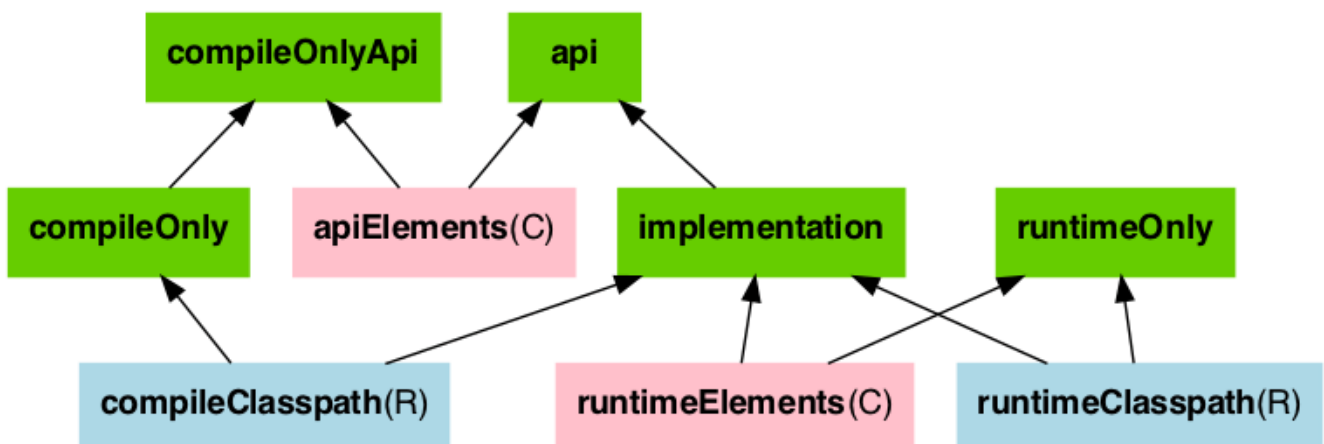 compileOnlyApi
api
compileOnly
apiElements(C)
implementation
runtimeOnly
compileClasspath(R)
runtimeElements(C)
runtimeClasspath(R)